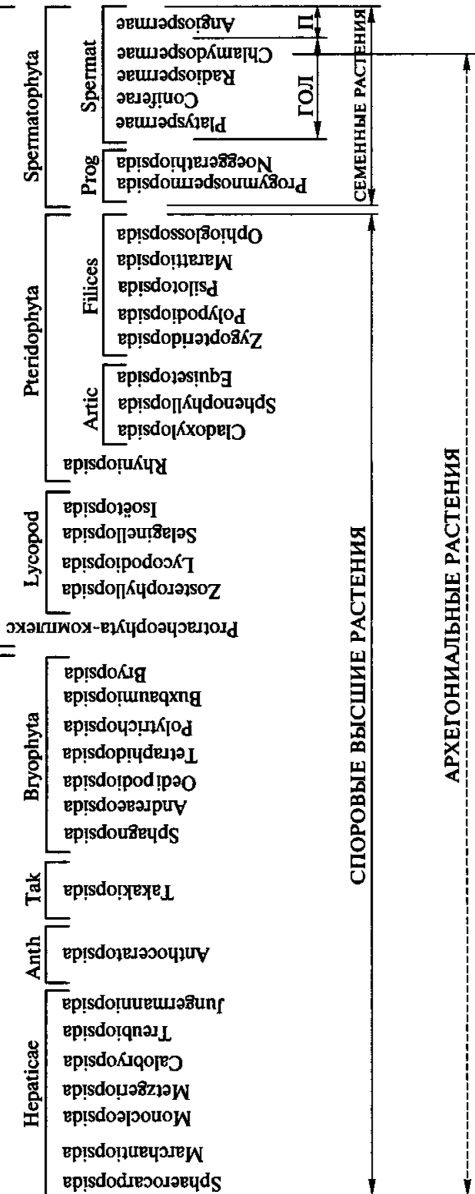 Hepaticae
Sphaerocarpopsida
Marchantiopsida
Monocleopsida
Metzgeriopsida
Calobryopsida
Treubiopsida
Jungermanniopsida
Anth
Anthoceratopsida
Tak
Takakiopsida
Bryophyta
Sphagnopsida
Andreaeopsida
Oedipodiopsida
Tetraphidopsida
Polytrichopsida
Buxbaumiopsida
Bryopsida
Protracheophyta-комплекс
Lycopod
Zosterophyllopsida
Lycopodiopsida
Selaginellopsida
Isoëtopsida
Pteridophyta
Rhyniopsida
Artic
Cladoxylopsida
Sphenophyllopsida
Equisetopsida
Filices
Zygopteridopsida
Polypodiopsida
Psilotopsida
Marattiopsida
Ophioglossopsida
Spermatophyta
Prog
Progymnospermopsida
Noeggerathiopsida
Spermat
Platyspermae
Coniferae
Radiospermae
Chlamydospermae
Angiospermae
ГОЛ
П
СПОРОВЫЕ ВЫСШИЕ РАСТЕНИЯ
СЕМЕННЫЕ РАСТЕНИЯ
АРХЕГОНИАЛЬНЫЕ РАСТЕНИЯ